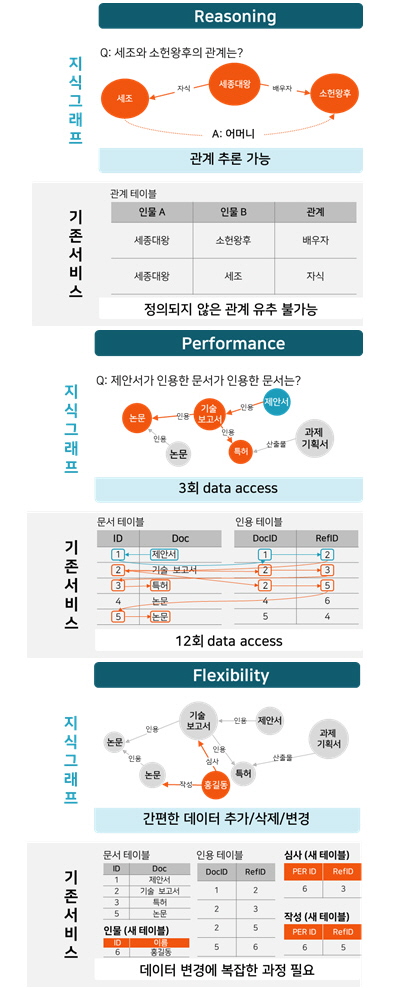 Reasoning
Q: 세조와 소헌왕후의 관계는?
지식그래프
세조
자식
세종대왕
배우자
소헌왕후
A: 어머니
관계 추론 가능
기존서비스
관계 테이블
인물 A 인물 B 관계
세종대왕 소헌왕후 배우자
세종대왕 세조 자식
정의되지 않은 관계 유추 불가능
Performance
Q: 제안서가 인용한 문서가 인용한 문서는?
지식그래프
논문
인용
기술
보고서
인용
제안서
인용
논문
인용
특허
산출물
과제
기획서
3회 data access
기존서비스
문서 테이블
ID Doc
1 제안서
2 기술 보고서
3 특허
4 논문
5 논문
인용 테이블
DocID RefID
1 2
2 3
2 5
4 6
5 4
12회 data access
Flexibility
지식그래프
논문
인용
기술
보고서
인용
제안서
과제
기획서
인용
인용
심사
산출물
논문
작성
홍길동
특허
간편한 데이터 추가/삭제/변경
기존서비스
문서 테이블
ID Doc
1 제안서
2 기술 보고서
3 특허
5 논문
인물 (새 테이블)
ID 이름
6 홍길동
인용 테이블
DocID RefID
1 2
2 3
2 5
5 6
심사 (새 테이블)
PER ID RefID
6 3
작성 (새 테이블)
PER ID RefID
6 5
데이터 변경에 복잡한 과정 필요